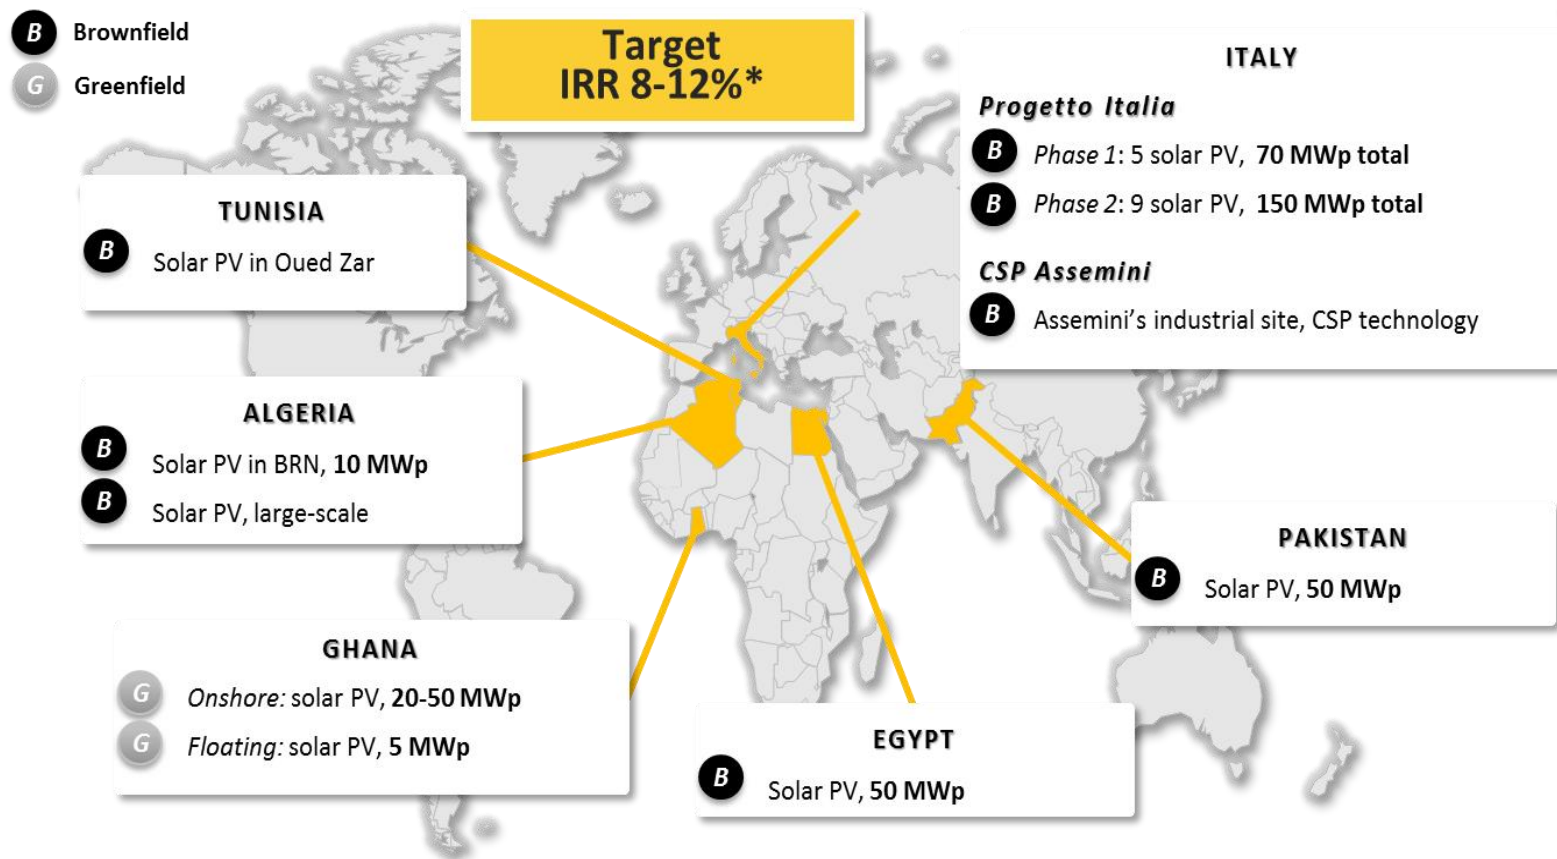 B Brownfield
G Greenfield
Target
IRR 8-12%*
ITALY
Progetto Italia
B Phase 1: 5 solar PV, 70 MWp total
B Phase 2: 9 solar PV, 150 MWp total
CSP Assemini
B Assemini’s industrial site, CSP technology
TUNISIA
B Solar PV in Oued Zar
ALGERIA
B Solar PV in BRN, 10 MWp
B Solar PV, large-scale
PAKISTAN
B Solar PV, 50 MWp
GHANA
G Onshore: solar PV, 20-50 MWp
G Floating: solar PV, 5 MWp
EGYPT
B Solar PV, 50 MWp